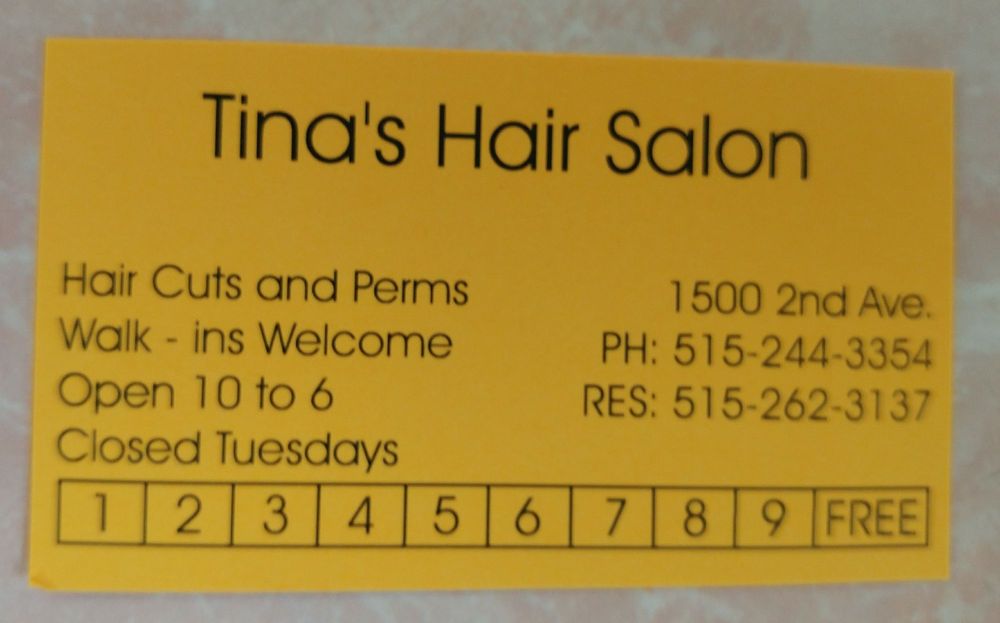 Tina's Hair Salon
Hair Cuts and Perms
Walk - ins Welcome
Open 10 to 6
Closed Tuesdays
1500 2nd Ave.
PH: 515-244-3354
RES: 515-262-3137
1 2 3 4 5 6 7 8 9 FREE